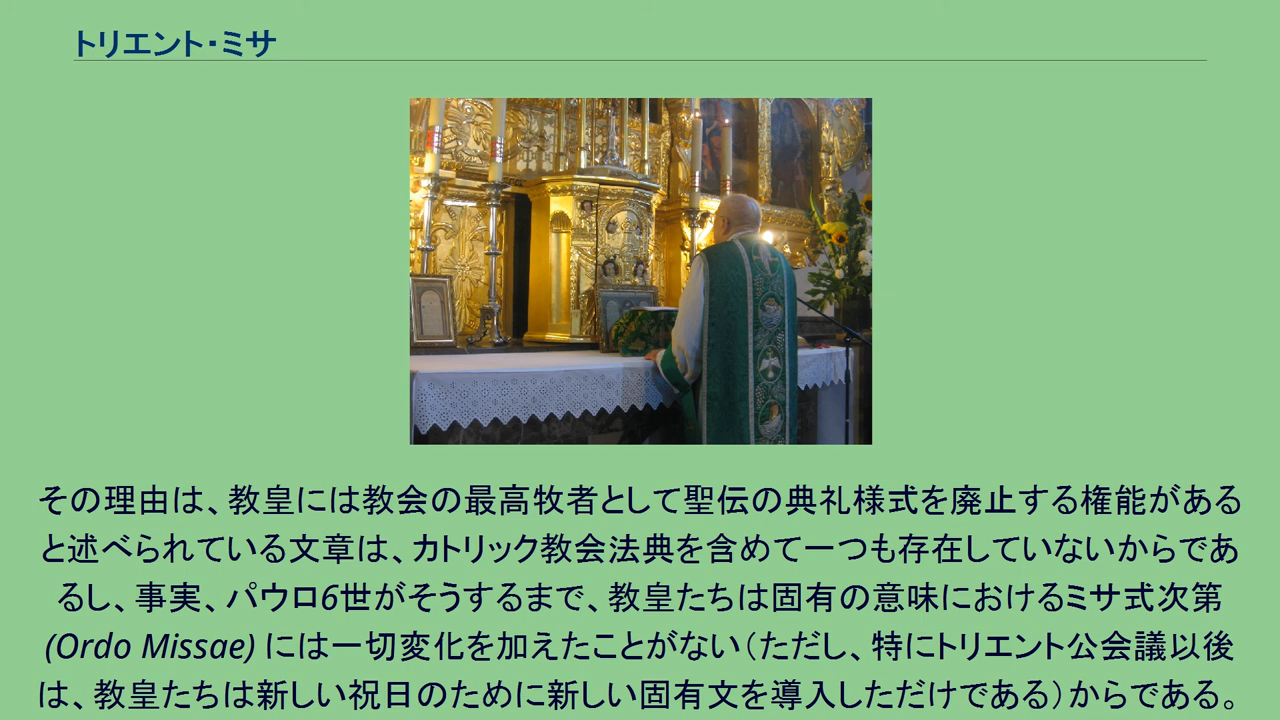 トリエント・ミサ
その理由は、教皇には教会の最高牧者として聖伝の典礼様式を廃止する権能がある
と述べられている文章は、カトリック教会法典を含めて一つも存在していないからであ
るし、事実、パウロ6世がそうするまで、教皇たちは固有の意味におけるミサ式次第
(Ordo Missae) には一切変化を加えたことがない（ただし、特にトリエント公会議以後
は、教皇たちは新しい祝日のために新しい固有文を導入しただけである）からである。